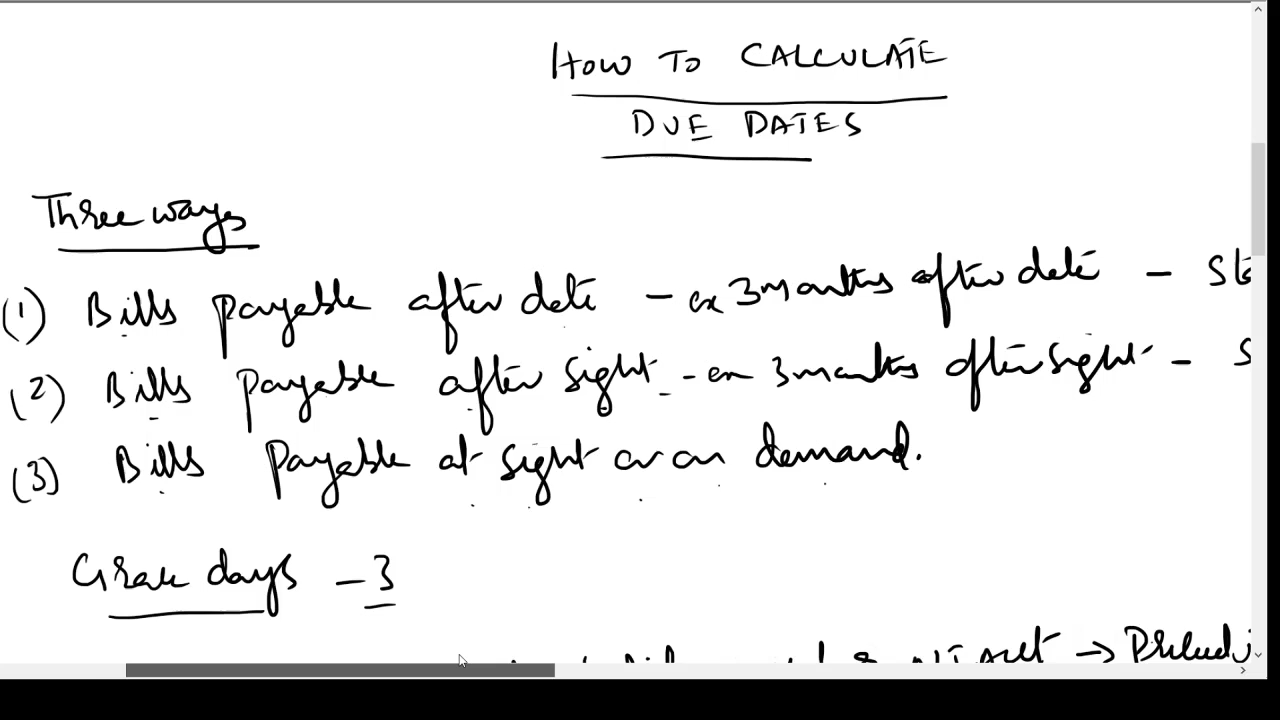 HOW TO CALCULATE
DUE DATES
Three ways
(1) Bills payable after date - ex 3 months after date -
(2) Bills payable after sight - ex 3 months after sight -
(3) Bills payable at sight or on demand.
Grace days - 3